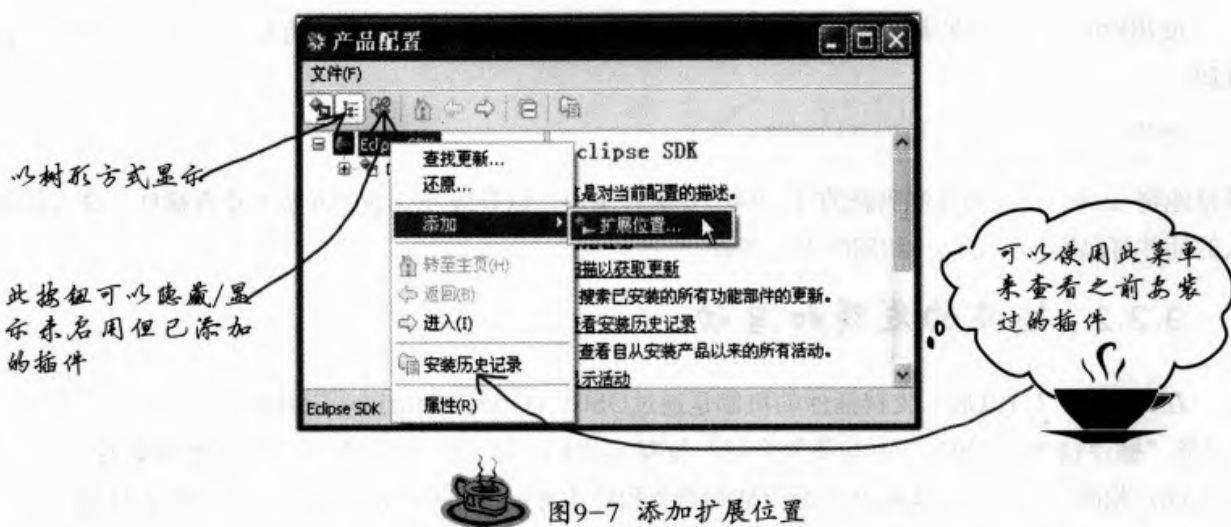 产品配置
文件(F)
以树形方式显示
此按钮可以隐藏/显
示未启用但已添加
的插件
查找更新...
还原...
添加
扩展位置...
转至主页(H)
返回(B)
进入(I)
安装历史记录
属性(R)
clipse SDK
是对当前配置的描述。
描以获取更新
搜索已安装的所有功能部件的更新。
看安装历史记录
查看自从安装产品以来的所有活动。
示活动
Eclipse SDK
可以使用此菜单
来查看之前安装
过的插件
图9-7 添加扩展位置